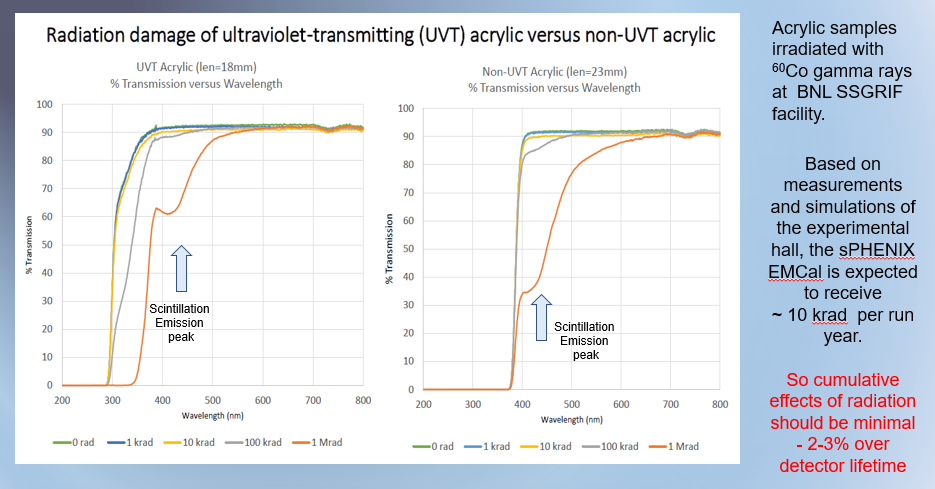 Radiation damage of ultraviolet-transmitting (UVT) acrylic versus non-UVT acrylic
UVT Acrylic (len=18mm)
% Transmission versus Wavelength
100
90
80
70
60
50
40
30
20
10
0
% Transmission
200 300 400 500 600 700 800
Wavelength (nm)
Scintillation
Emission
peak
0 rad 1 krad 10 krad 100 krad 1 Mrad
Non-UVT Acrylic (len=23mm)
% Transmission versus Wavelength
100
90
80
70
60
50
40
30
20
10
0
% Transmission
200 300 400 500 600 700 800
Wavelength (nm)
Scintillation
Emission
peak
0 rad 1 krad 10 krad 100 krad 1 Mrad
Acrylic samples
irradiated with
⁶⁰Co gamma rays
at BNL SSGRIF
facility.
Based on
measurements
and simulations of
the experimental
hall, the sPHENIX
EMCal is expected
to receive
~ 10 krad per run
year.
So cumulative
effects of radiation
should be minimal
- 2-3% over
detector lifetime